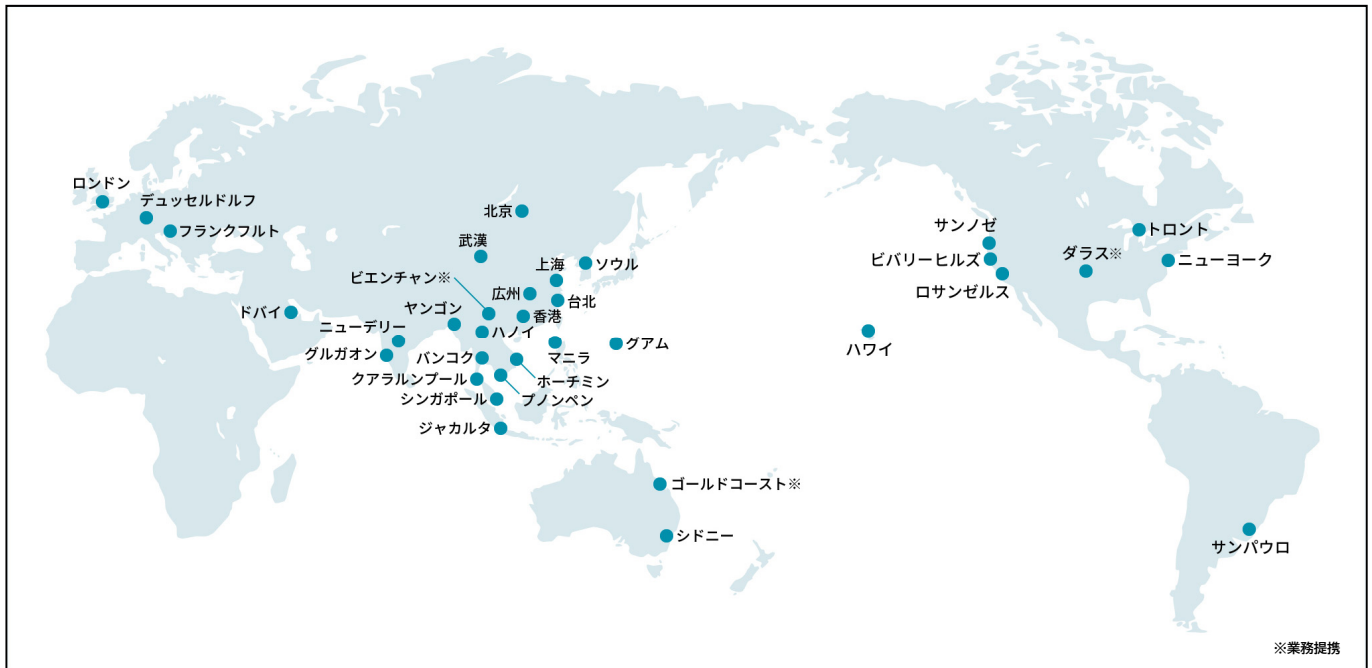 ロンドン
デュッセルドルフ
フランクフルト
北京
武漢
ビエンチャン※
上海
ソウル
広州
台北
ヤンゴン
香港
ドバイ
ニューデリー
ハノイ
グルガオン
バンコク
マニラ
グアム
クアラルンプール
ホーチミン
シンガポール
プノンペン
ジャカルタ
ゴールドコースト※
シドニー
サンノゼ
ビバリーヒルズ
ロサンゼルス
ダラス※
トロント
ニューヨーク
ハワイ
サンパウロ
※業務提携